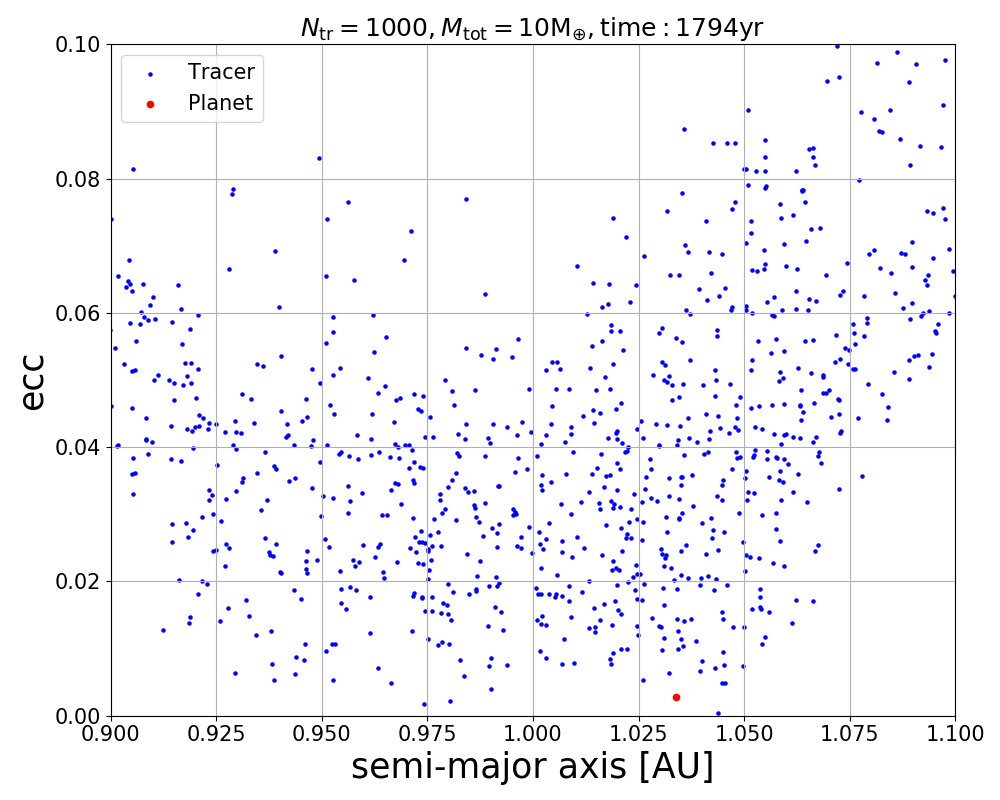 N_tr = 1000, M_tot = 10M_⊕, time : 1794yr
Tracer
Planet
ecc
0.10
0.08
0.06
0.04
0.02
0.00
0.900 0.925 0.950 0.975 1.000 1.025 1.050 1.075 1.100
semi-major axis [AU]